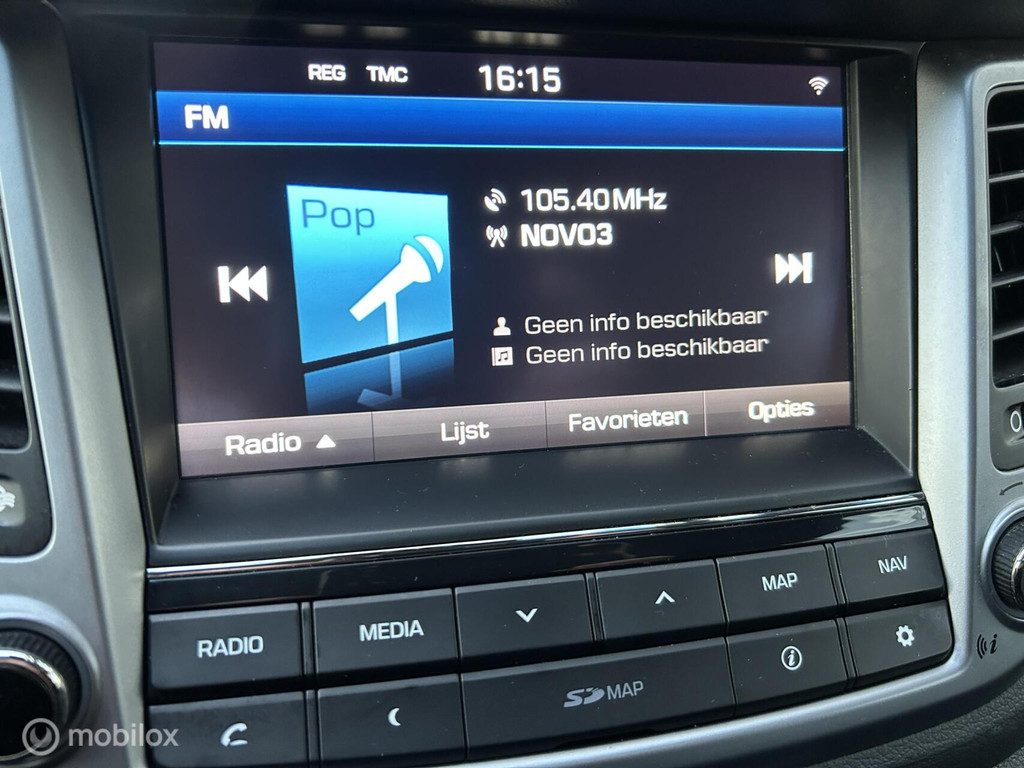 REG TMC 16:15
FM
Pop
105.40MHz
NOVO3
Geen info beschikbaar
Geen info beschikbaar
Radio ▲ Lijst Favorieten Opties
RADIO MEDIA MAP NAV
SD MAP
mobilox